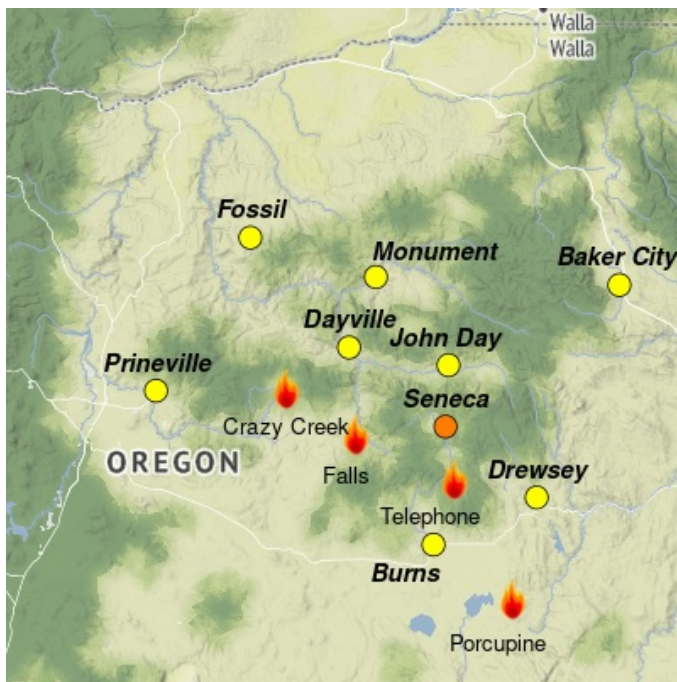 Walla
Walla
Fossil
Monument
Baker City
Dayville
John Day
Prineville
Seneca
Crazy Creek
OREGON
Falls
Drewsey
Telephone
Burns
Porcupine